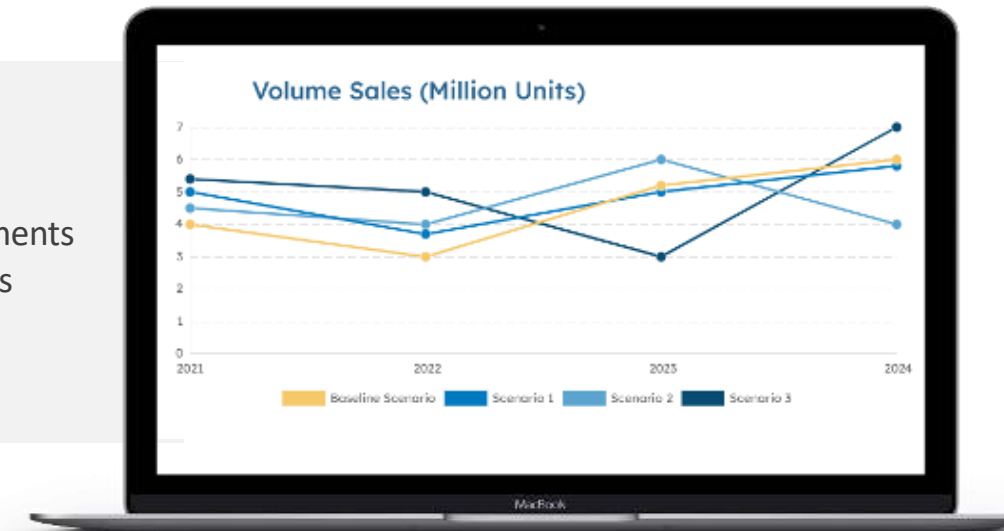 ments
s
Volume Sales (Million Units)
7
6
5
4
3
2
1
0
2021 2022 2023 2024
Baseline Scenario Scenario 1 Scenario 2 Scenario 3
MacBook